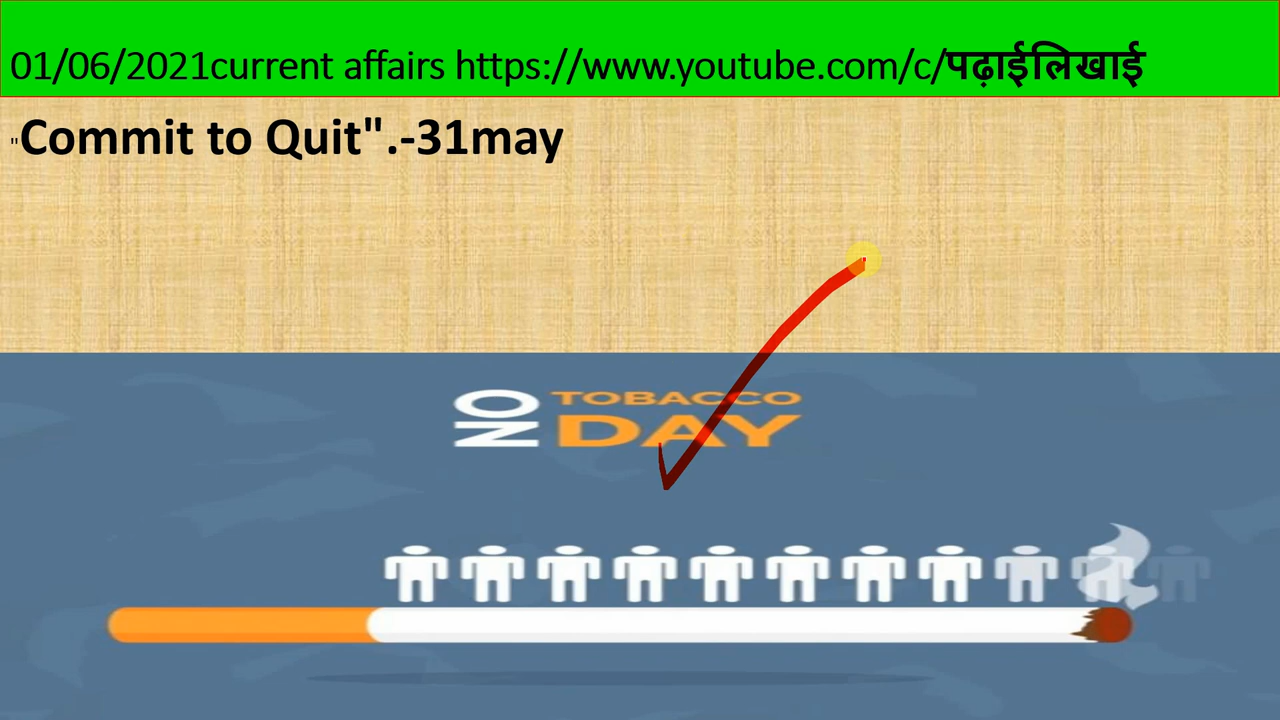 01/06/2021current affairs https://www.youtube.com/c/पढ़ाईलिखाई
"Commit to Quit".-31may
NO TOBACCO
DAY